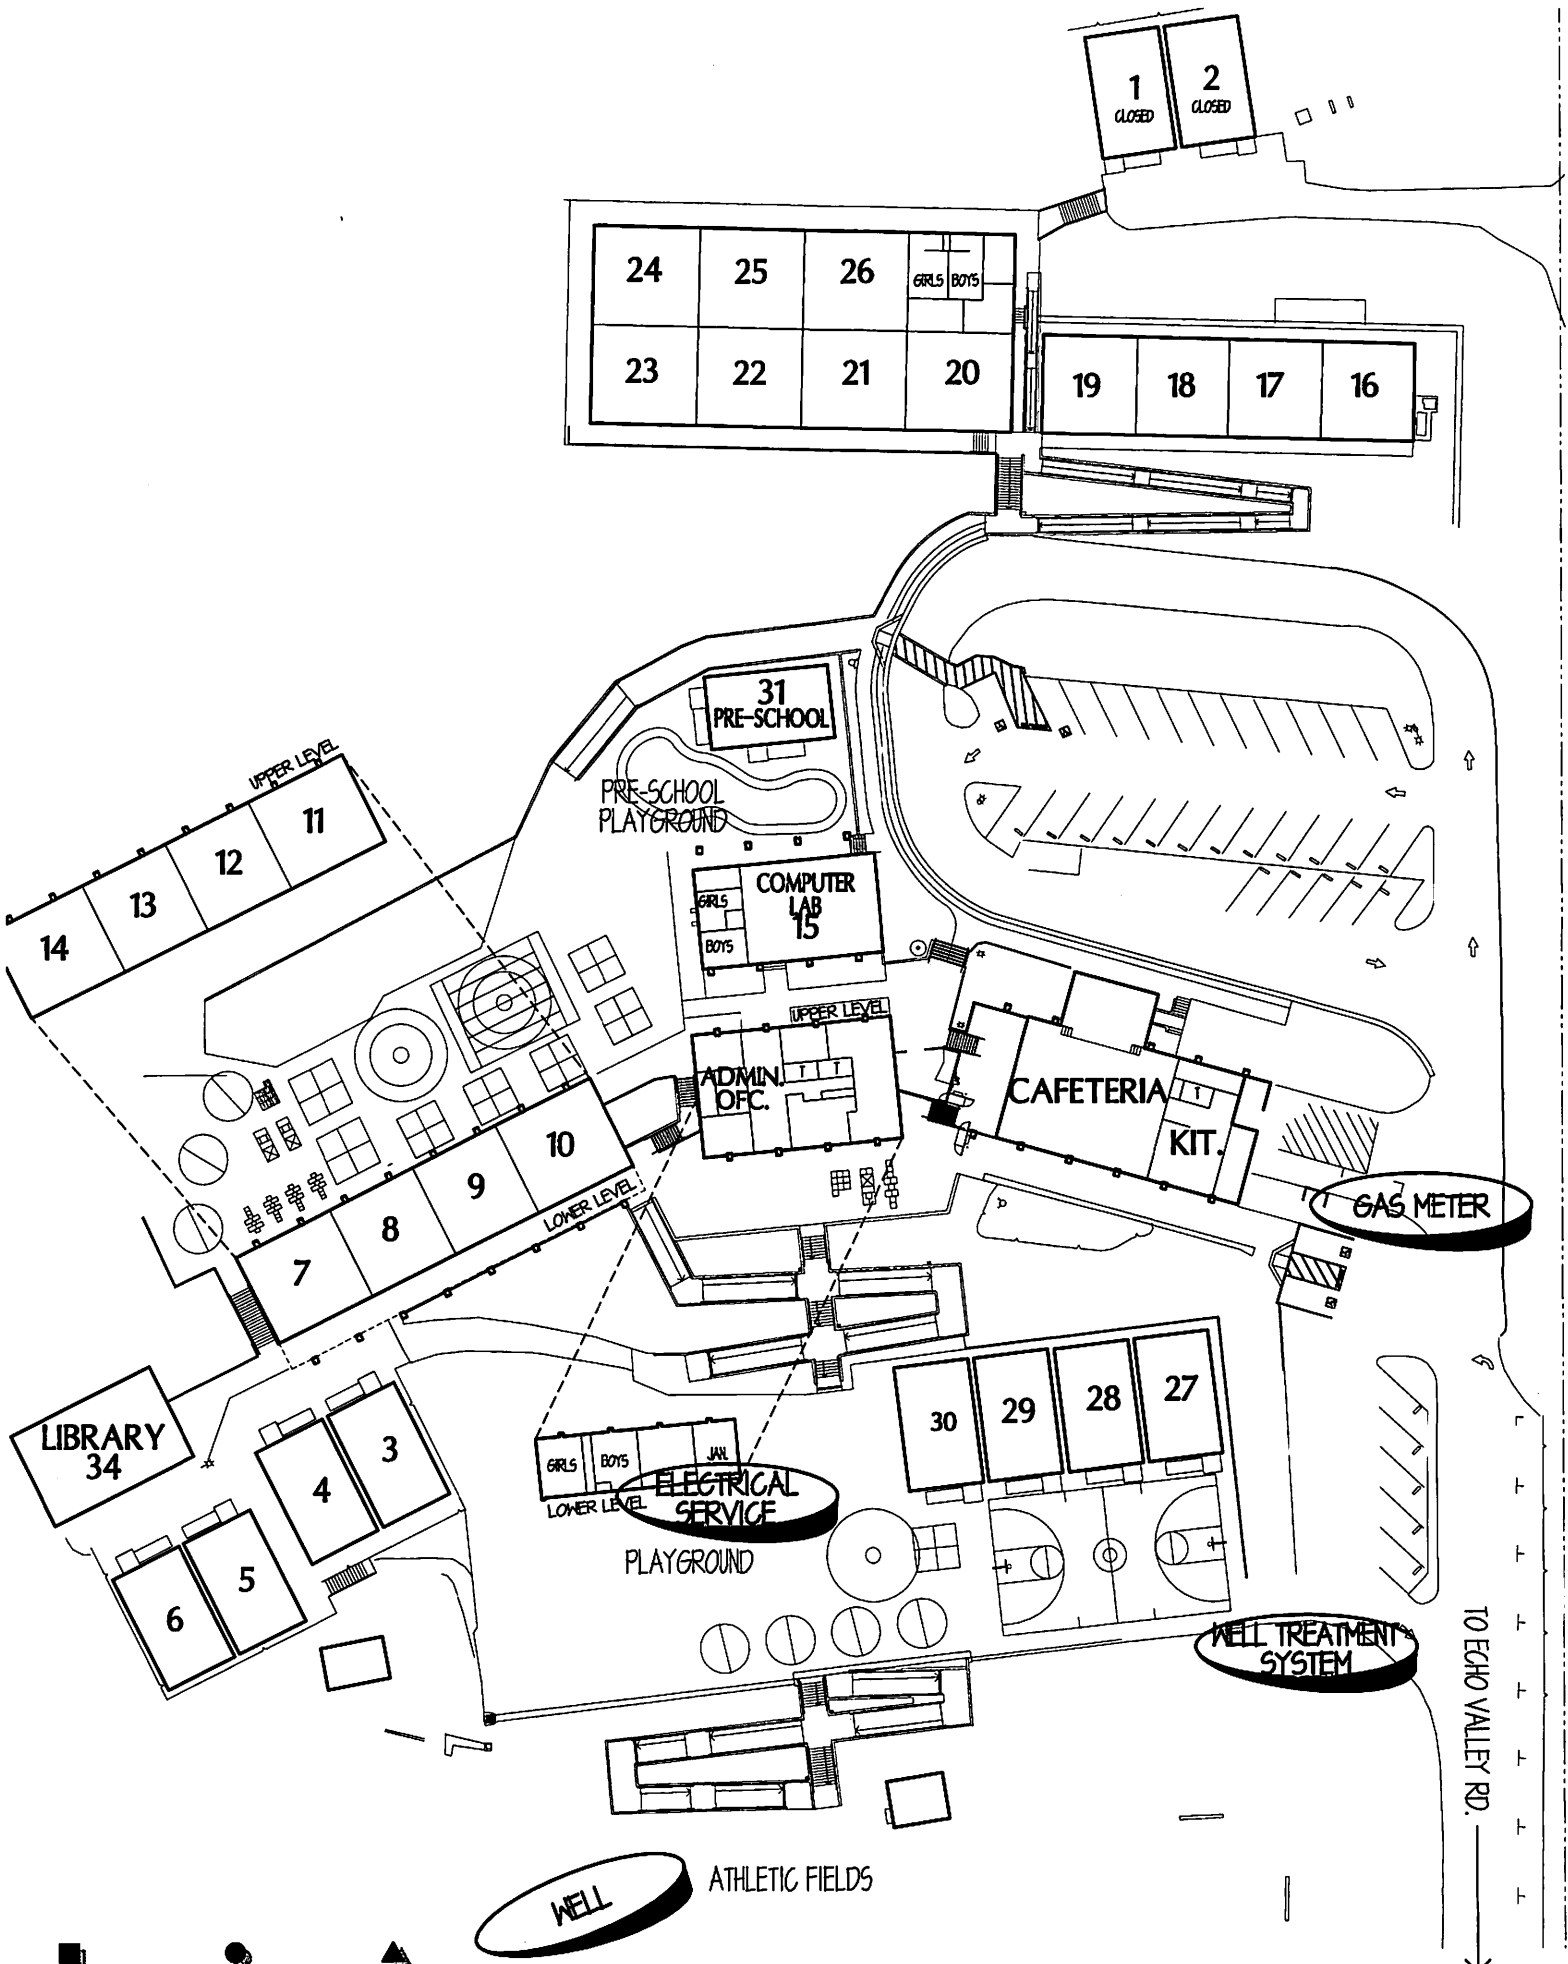 1
CLOSED
2
CLOSED
24
25
26
GIRLS
BOYS
23
22
21
20
19
18
17
16
31
PRE-SCHOOL
PRE-SCHOOL
PLAYGROUND
UPPER LEVEL
11
12
13
14
COMPUTER
LAB
15
GIRLS
BOYS
UPPER LEVEL
ADMIN.
OFC.
T
T
CAFETERIA
T
KIT.
GAS METER
10
9
8
7
LOWER LEVEL
LIBRARY
34
3
4
5
6
30
29
28
27
GIRLS
BOYS
JAN.
LOWER LEVEL
ELECTRICAL
SERVICE
PLAYGROUND
WELL TREATMENT
SYSTEM
TO ECHO VALLEY RD.
ATHLETIC FIELDS
WELL